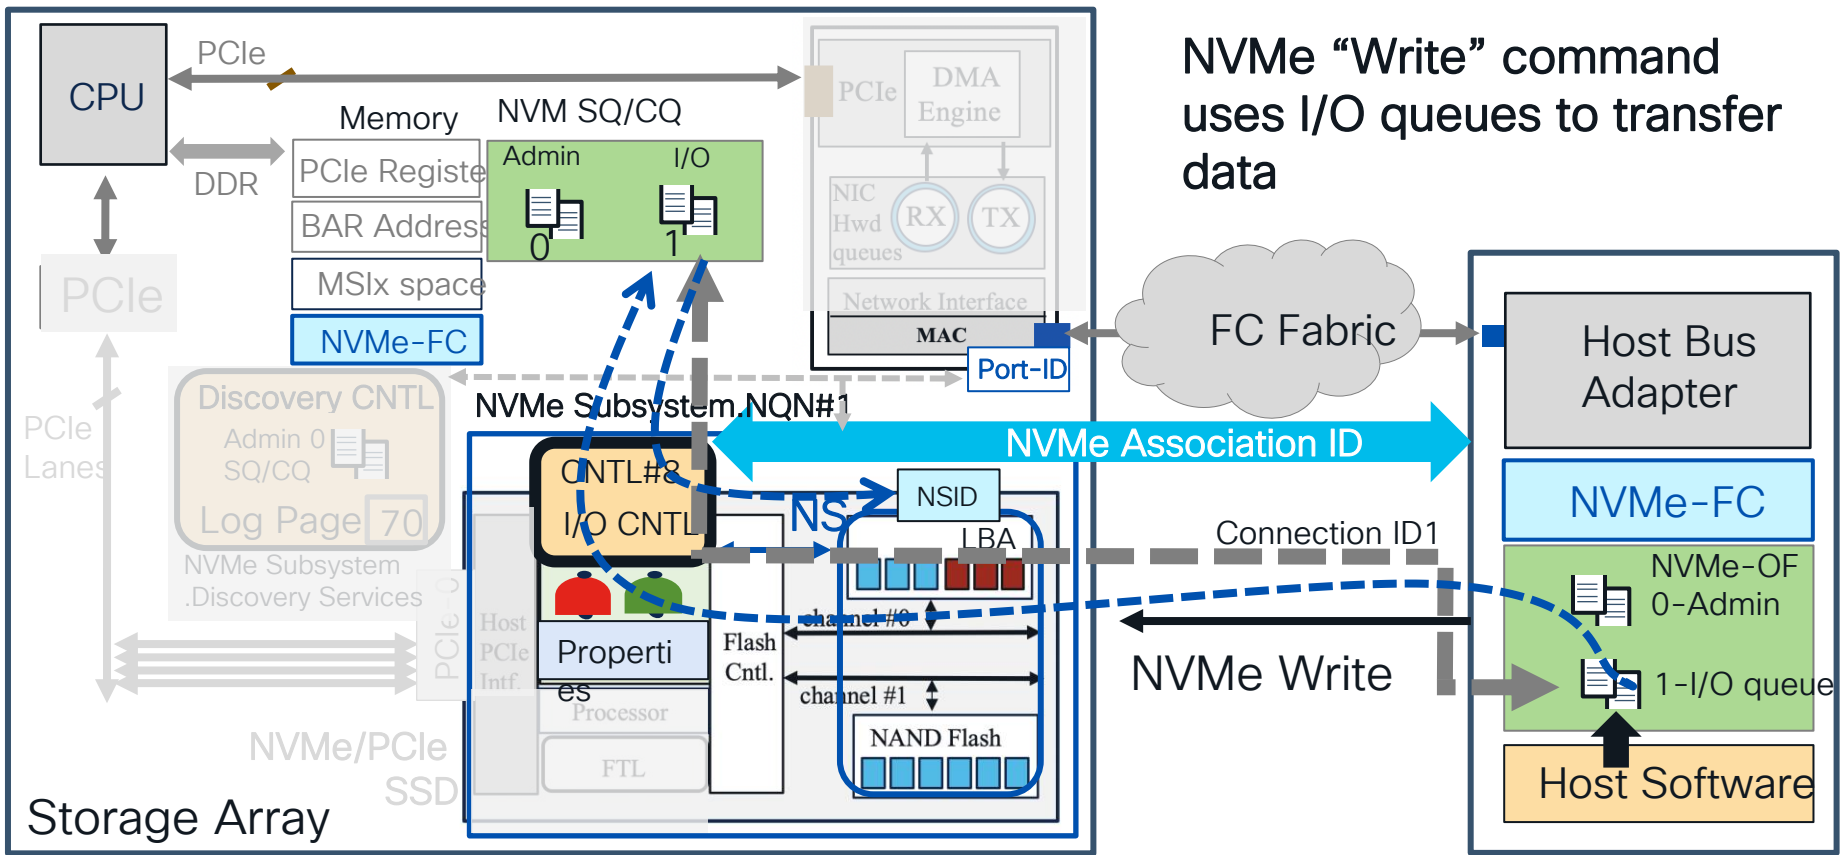 NVMe “Write” command
uses I/O queues to transfer
data
CPU
PCIe
DDR
Memory
PCIe Registe
BAR Address
MSIx space
NVMe-FC
NVM SQ/CQ
Admin
I/O
0
1
PCIe
DMA
Engine
NIC
Hwd
queues
RX
TX
Network Interface
MAC
Port-ID
FC Fabric
PCIe
PCIe
Lanes
Discovery CNTL
Admin 0
SQ/CQ
Log Page
70
NVMe Subsystem
.Discovery Services
NVMe Subsystem.NQN#1
NVMe Association ID
CNTL#8
I/O CNTL
NS
NSID
LBA
Connection ID1
PCIe-0
Host
PCIe
Intf.
Properti
es
Processor
FTL
Flash
Cntl.
channel #0
channel #1
NAND Flash
NVMe/PCIe
SSD
Storage Array
NVMe Write
Host Bus
Adapter
NVMe-FC
NVMe-OF
0-Admin
1-I/O queue
Host Software